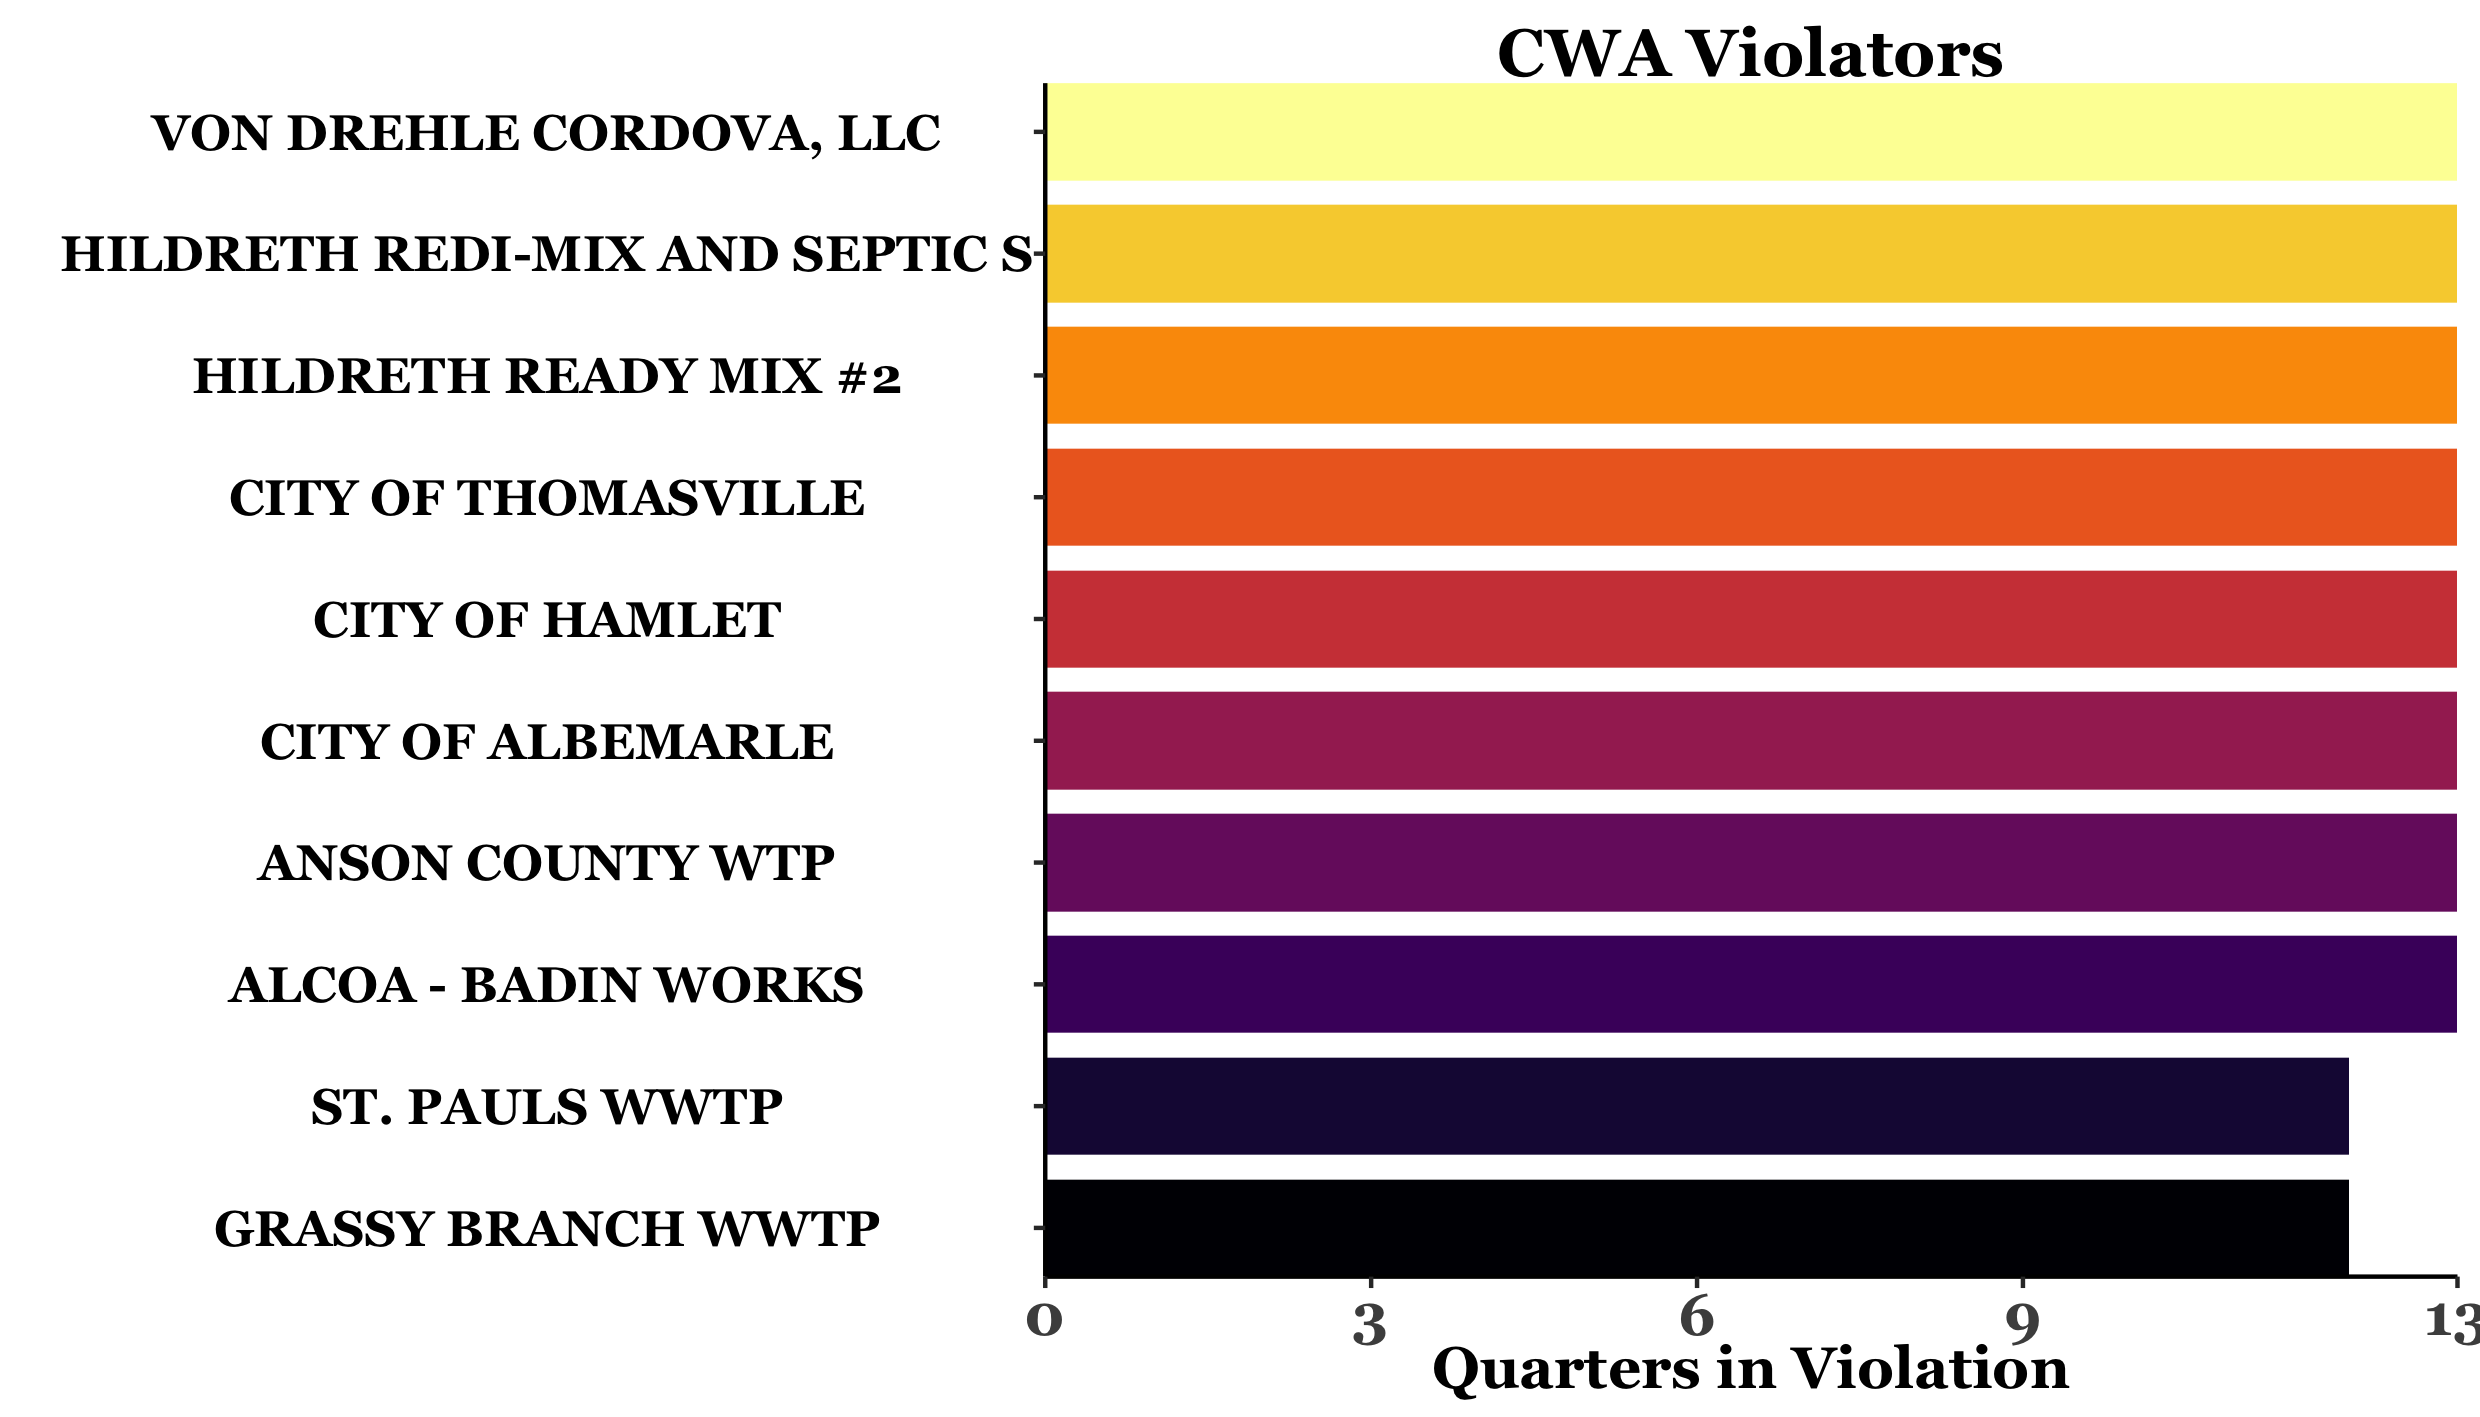 CWA Violators
VON DREHLE CORDOVA, LLC
HILDRETH REDI-MIX AND SEPTIC S
HILDRETH READY MIX #2
CITY OF THOMASVILLE
CITY OF HAMLET
CITY OF ALBEMARLE
ANSON COUNTY WTP
ALCOA - BADIN WORKS
ST. PAULS WWTP
GRASSY BRANCH WWTP
0 3 6 9 13
Quarters in Violation